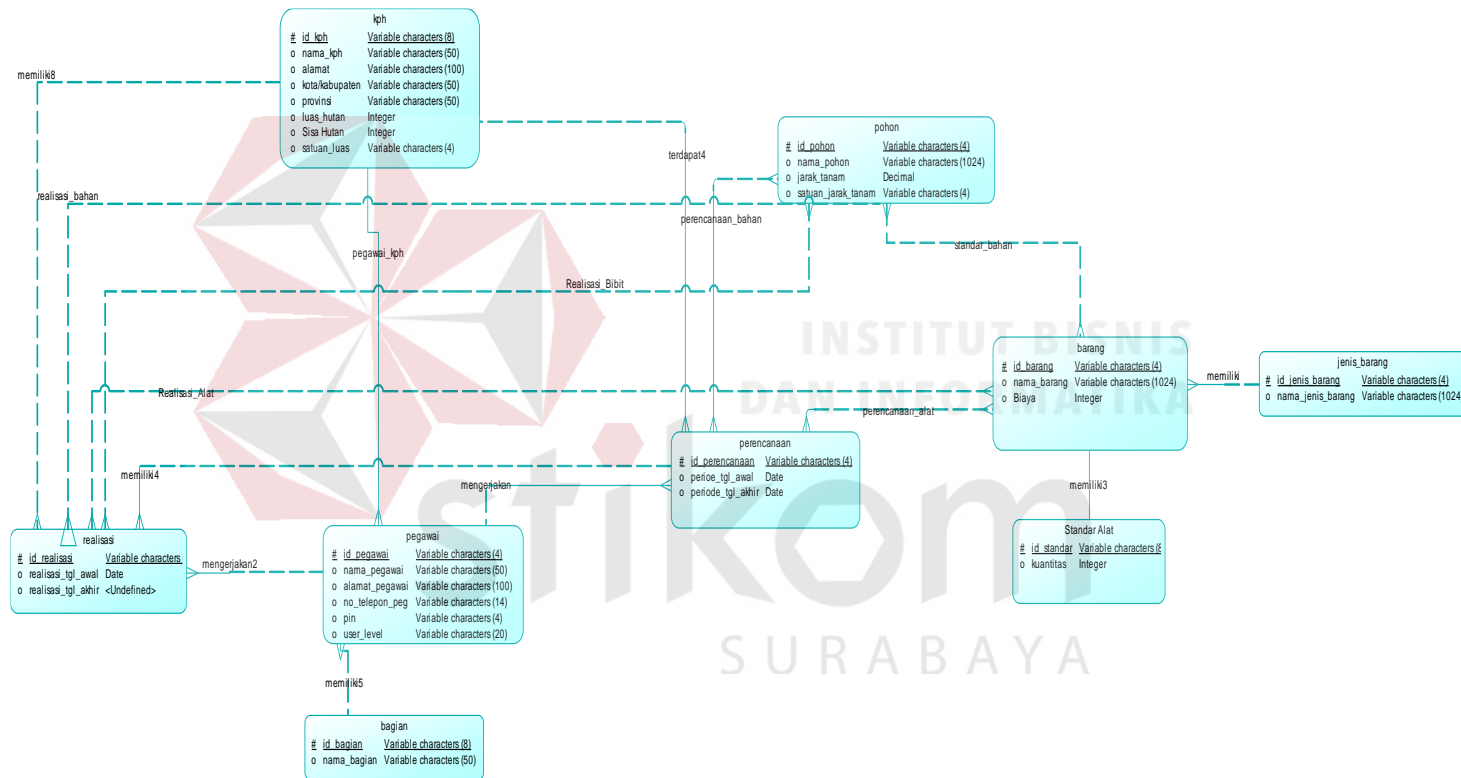 kph
# id_kph Variable characters (8)
o nama_kph Variable characters (50)
o alamat Variable characters (100)
o kota/kabupaten Variable characters (50)
o provinsi Variable characters (50)
o luas_hutan Integer
o Sisa Hutan Integer
o satuan_luas Variable characters (4)
memiliki8
terdapat4
pohon
# id_pohon Variable characters (4)
o nama_pohon Variable characters (1024)
o jarak_tanam Decimal
o satuan_jarak_tanam Variable characters (4)
realisasi_bahan
perencanaan_bahan
pegawai_kph
standar_bahan
Realisasi_Bibit
INSTITUT BISNIS
DAN INFORMATIKA
barang
# id_barang Variable characters (4)
o nama_barang Variable characters (1024)
o Biaya Integer
memiliki
jenis_barang
# id_jenis_barang Variable characters (4)
o nama_jenis_barang Variable characters (1024
Realisasi_Alat
perencanaan_alat
perencanaan
# id_perencanaan Variable characters (4)
o perioe_tgl_awal Date
o periode_tgl_akhir Date
memiliki4
mengerjakan
memiliki3
stikom
SURABAYA
Standar Alat
# id_standar Variable characters (8
o kuantitas Integer
realisasi
# id_realisasi Variable characters
o realisasi_tgl_awal Date
o realisasi_tgl_akhir <Undefined>
mengerjakan2
pegawai
# id_pegawai Variable characters (4)
o nama_pegawai Variable characters (50)
o alamat_pegawai Variable characters (100)
o no_telepon_peg Variable characters (14)
o pin Variable characters (4)
o user_level Variable characters (20)
memiliki5
bagian
# id_bagian Variable characters (8)
o nama_bagian Variable characters (50)